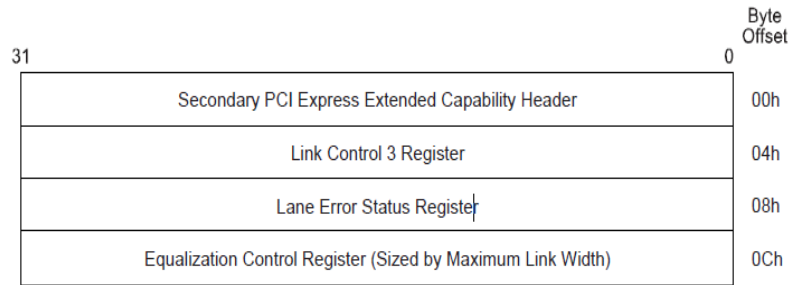 Byte
Offset
31 0
Secondary PCI Express Extended Capability Header 00h
Link Control 3 Register 04h
Lane Error Status Register 08h
Equalization Control Register (Sized by Maximum Link Width) 0Ch